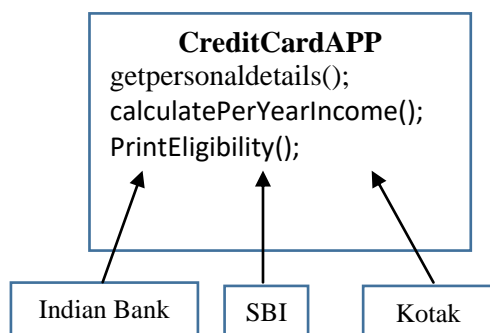 CreditCardAPP
getpersonaldetails();
calculatePerYearIncome();
PrintEligibility();
Indian Bank
SBI
Kotak